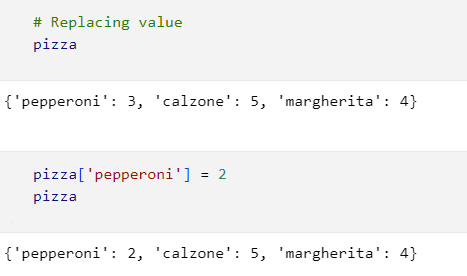 # Replacing value
pizza
{'pepperoni': 3, 'calzone': 5, 'margherita': 4}
pizza['pepperoni'] = 2
pizza
{'pepperoni': 2, 'calzone': 5, 'margherita': 4}